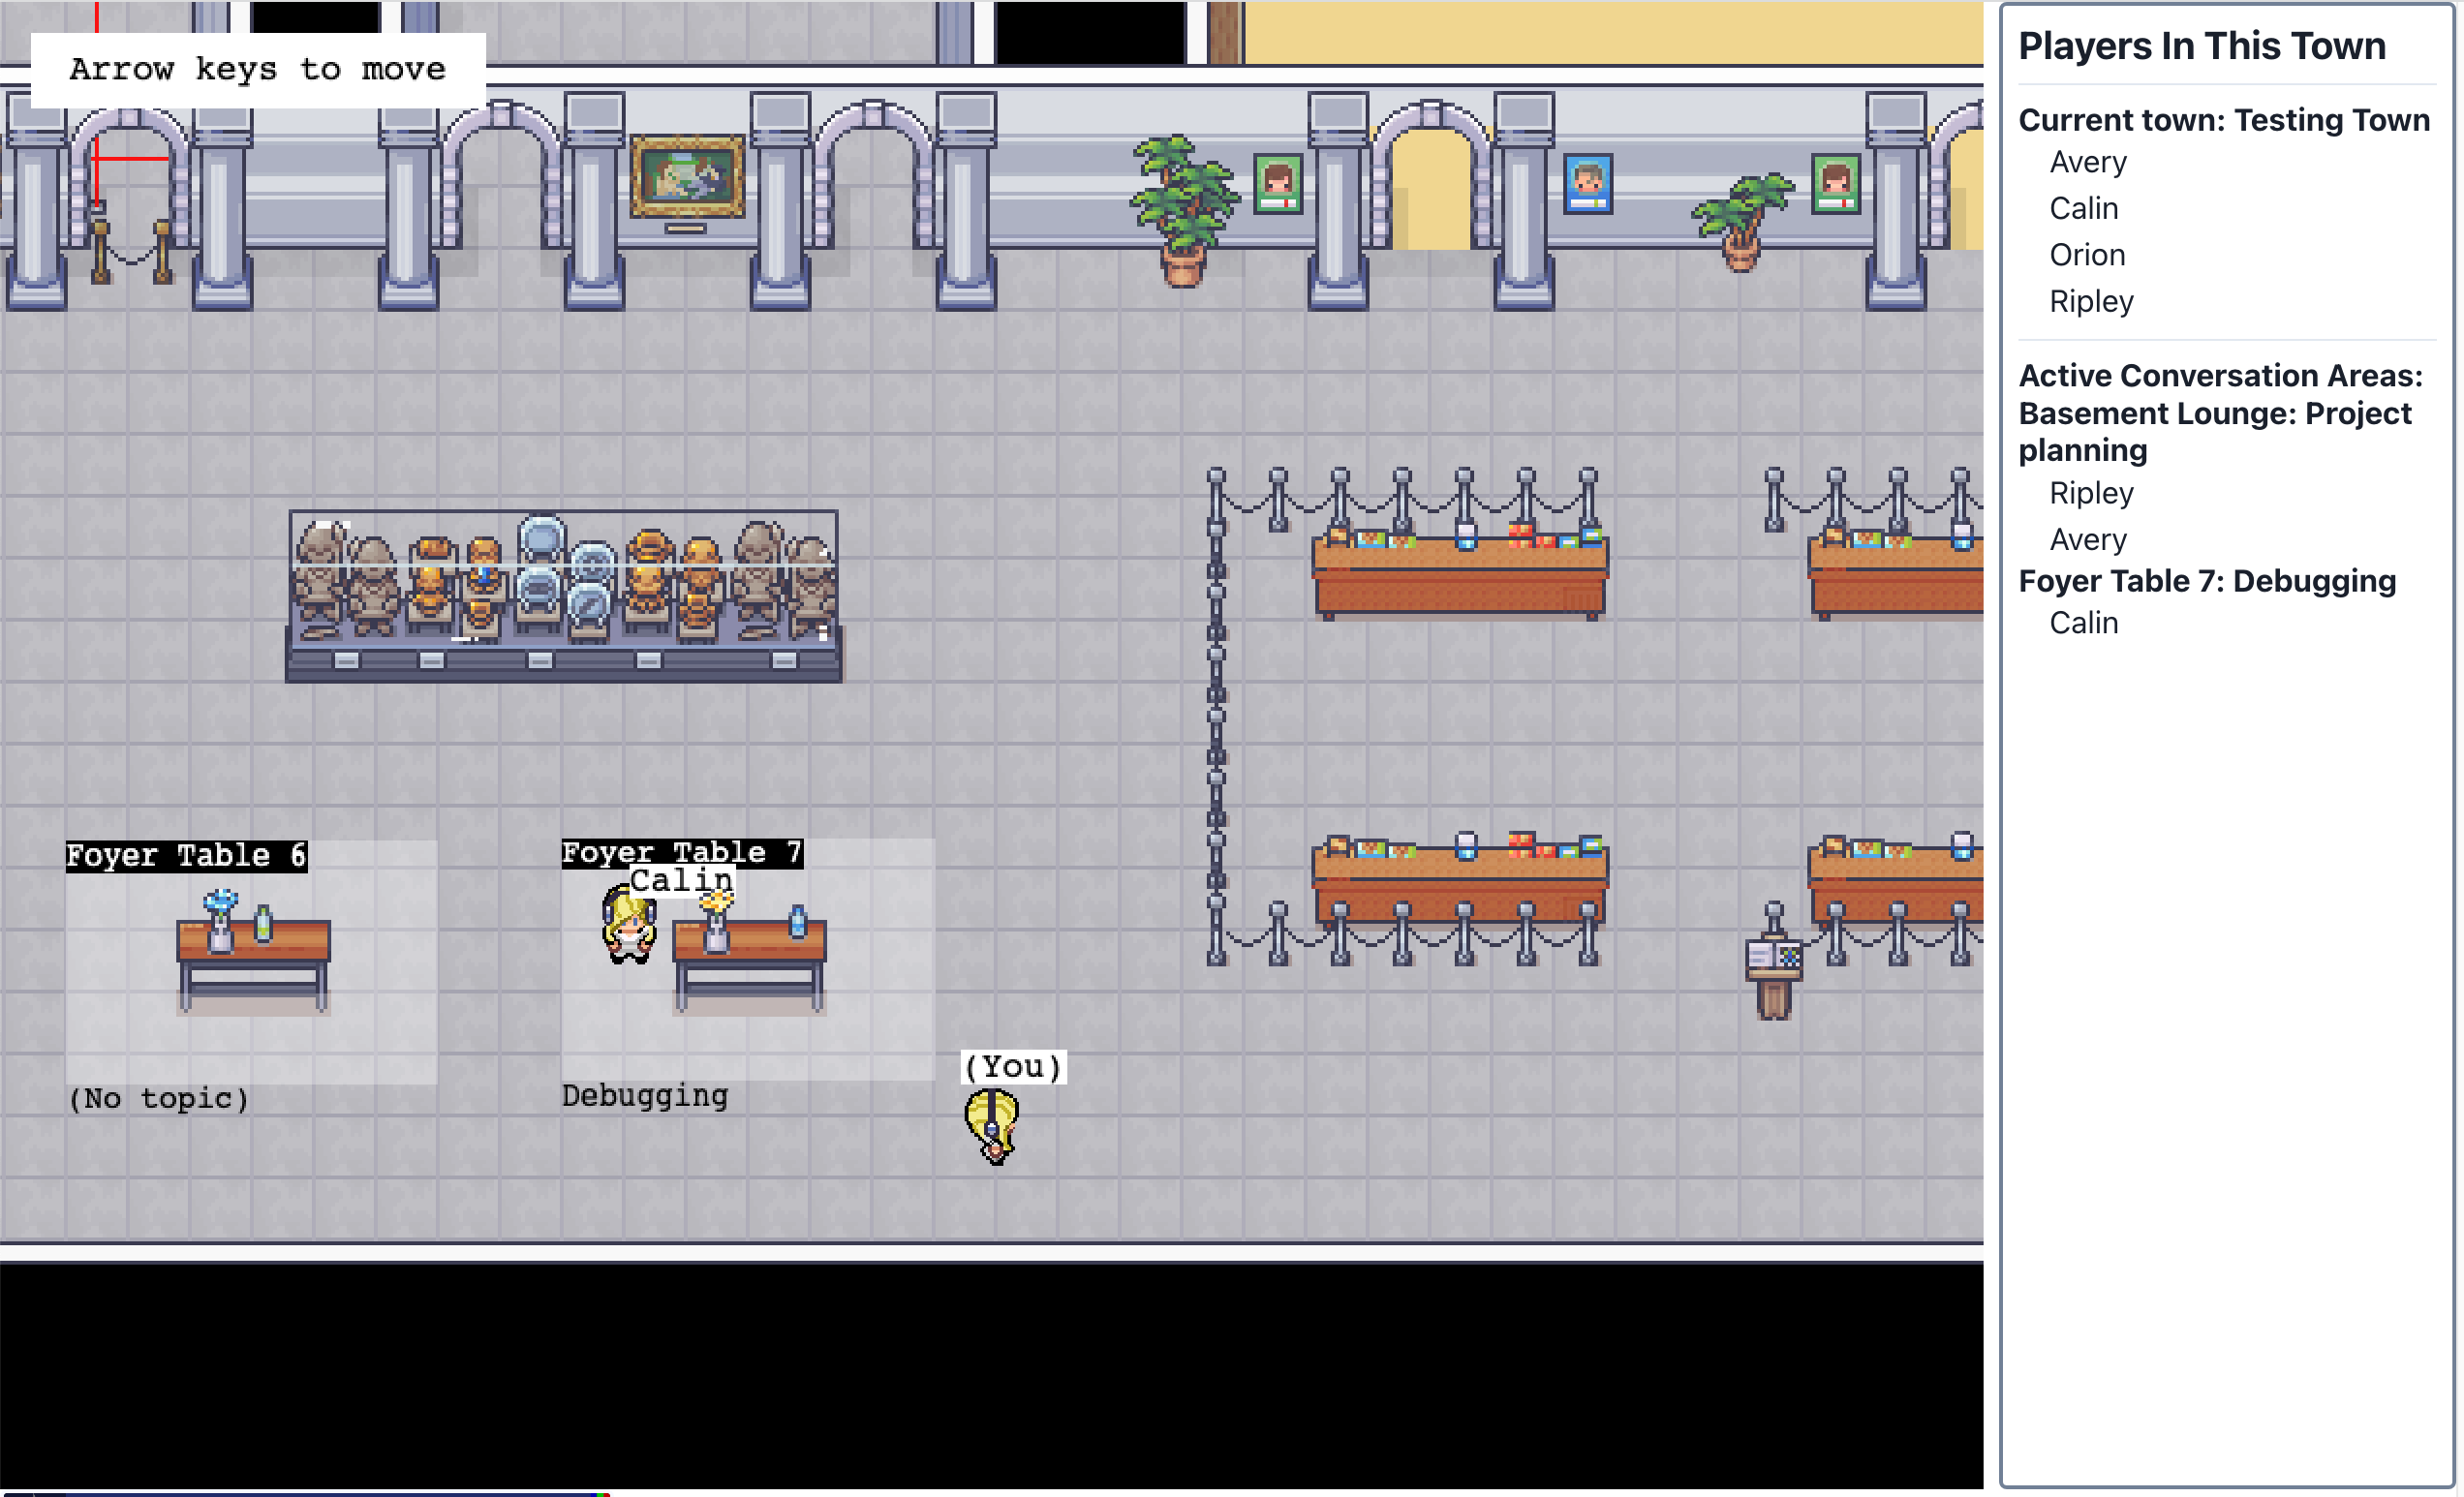 Arrow keys to move
Foyer Table 6
(No topic)
Foyer Table 7
Calin
Debugging
(You)
Players In This Town
Current town: Testing Town
Avery
Calin
Orion
Ripley
Active Conversation Areas:
Basement Lounge: Project
planning
Ripley
Avery
Foyer Table 7: Debugging
Calin